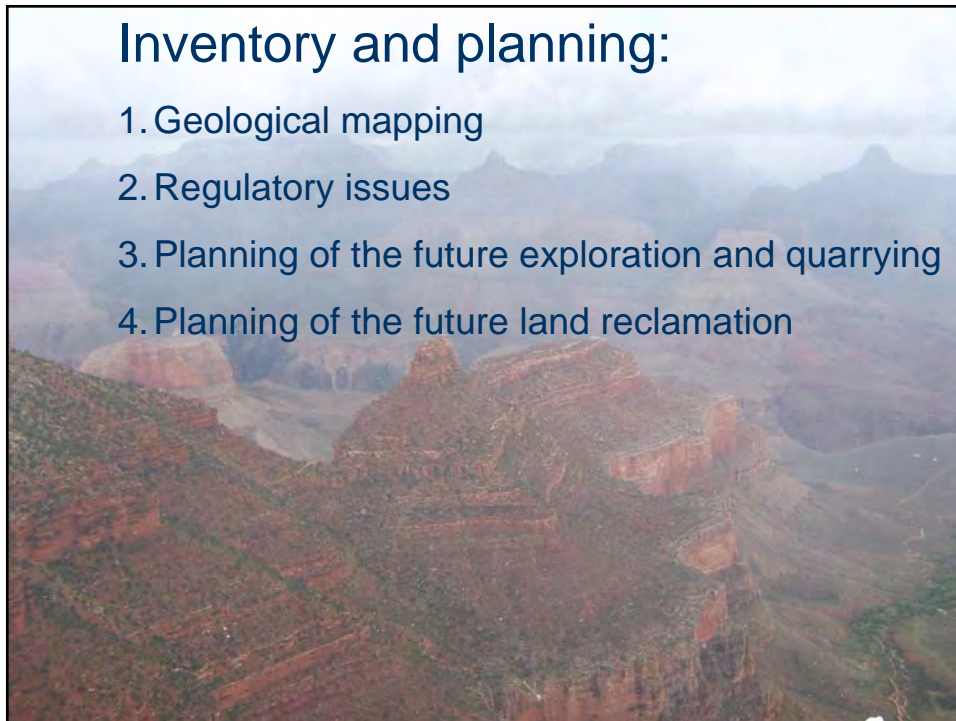 Inventory and planning:
1. Geological mapping
2. Regulatory issues
3. Planning of the future exploration and quarrying
4. Planning of the future land reclamation